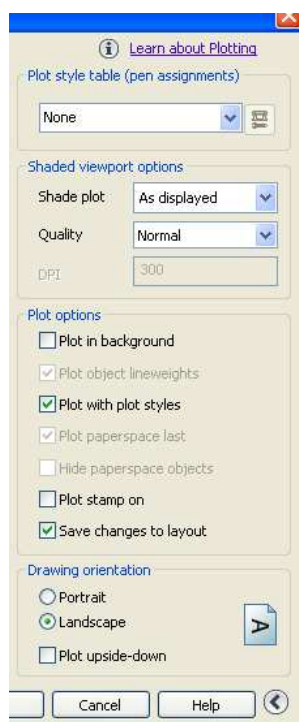 Learn about Plotting
Plot style table (pen assignments)
None
Shaded viewport options
Shade plot As displayed
Quality Normal
DPI 300
Plot options
Plot in background
Plot object lineweights
Plot with plot styles
Plot paperspace last
Hide paperspace objects
Plot stamp on
Save changes to layout
Drawing orientation
Portrait
Landscape
A
Plot upside-down
Cancel Help